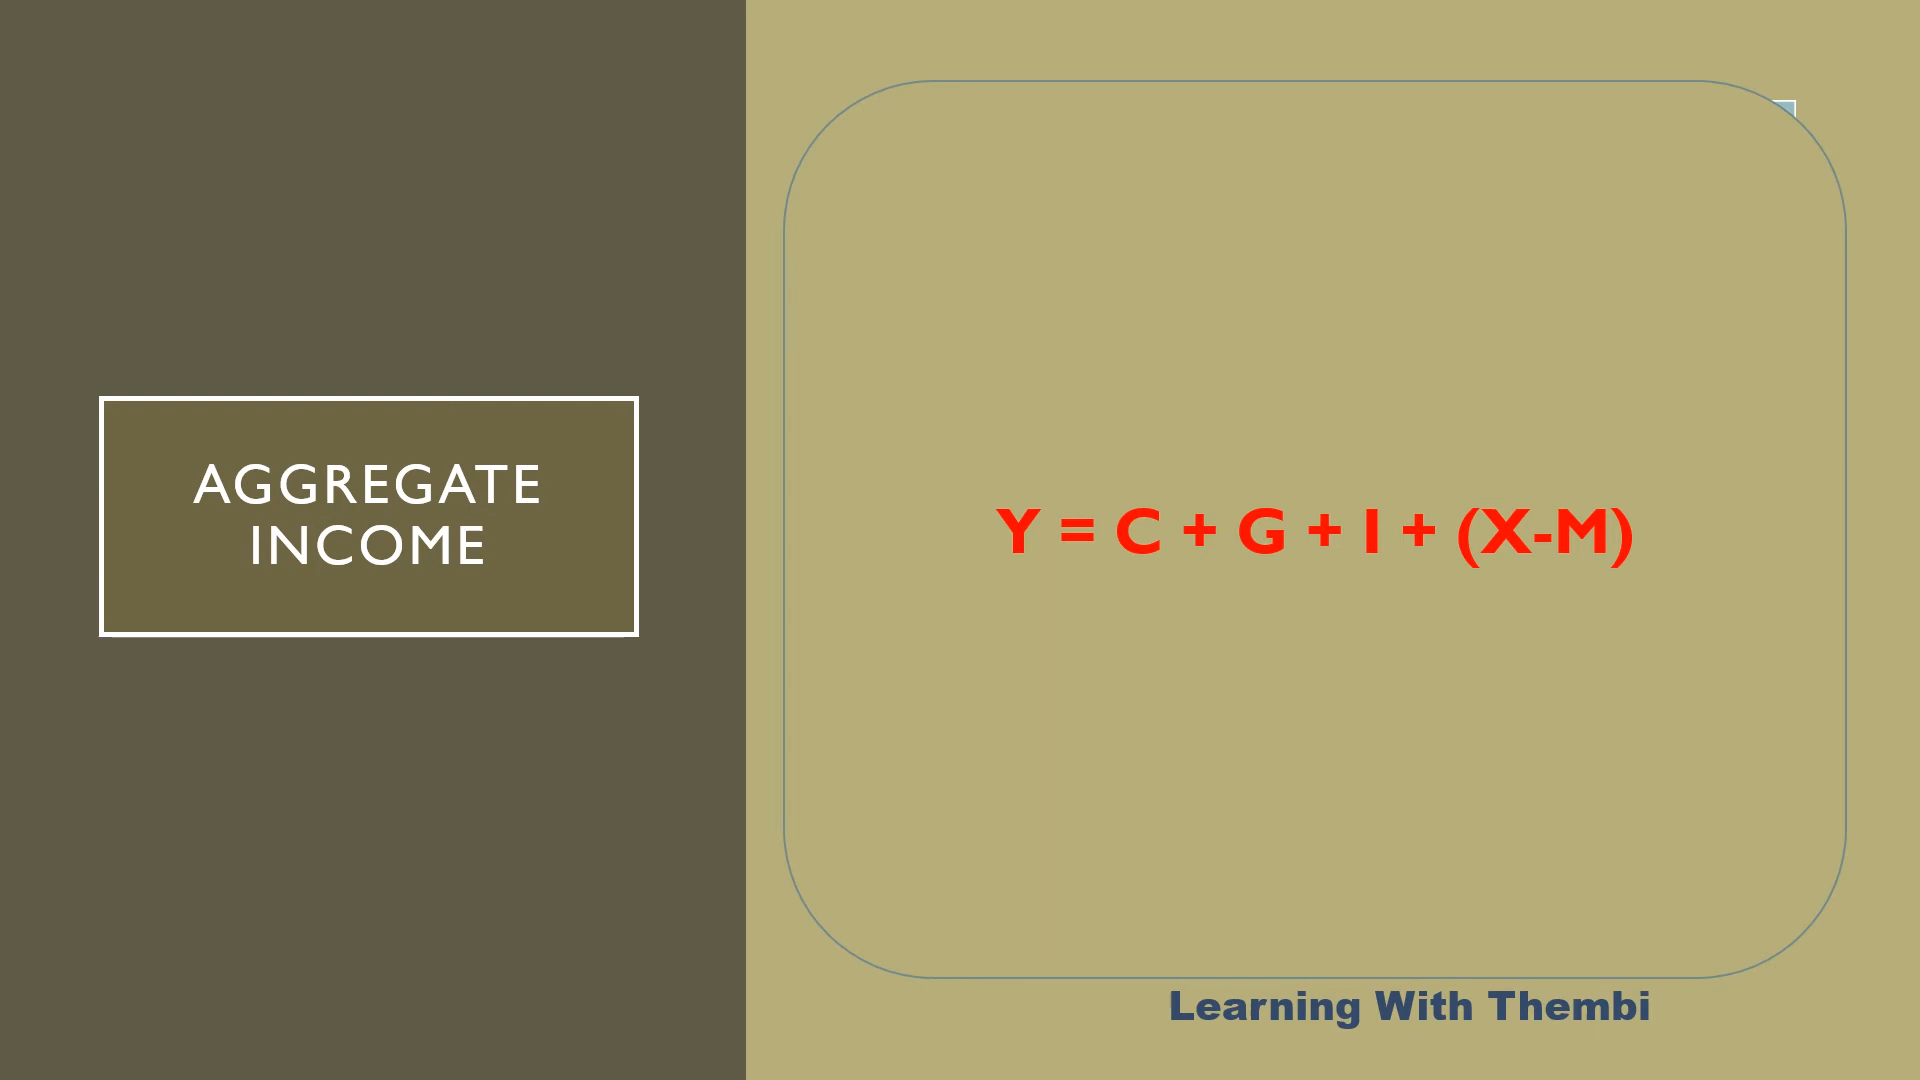 AGGREGATE
INCOME
Y = C + G + I + (X-M)
Learning With Thembi